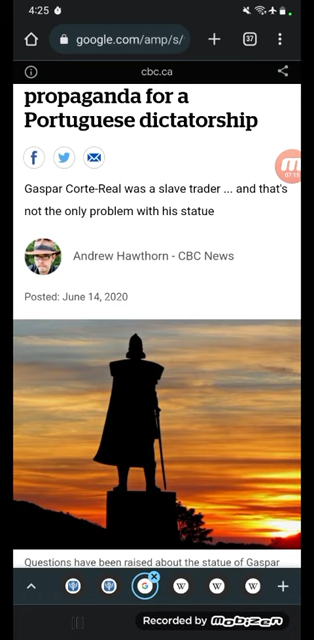 4:25
google.com/amp/s/
37
cbc.ca
propaganda for a
Portuguese dictatorship
Gaspar Corte-Real was a slave trader ... and that's
not the only problem with his statue
Andrew Hawthorn - CBC News
Posted: June 14, 2020
Questions have been raised about the statue of Gaspar
G
W
W
W
Recorded by Mobizen